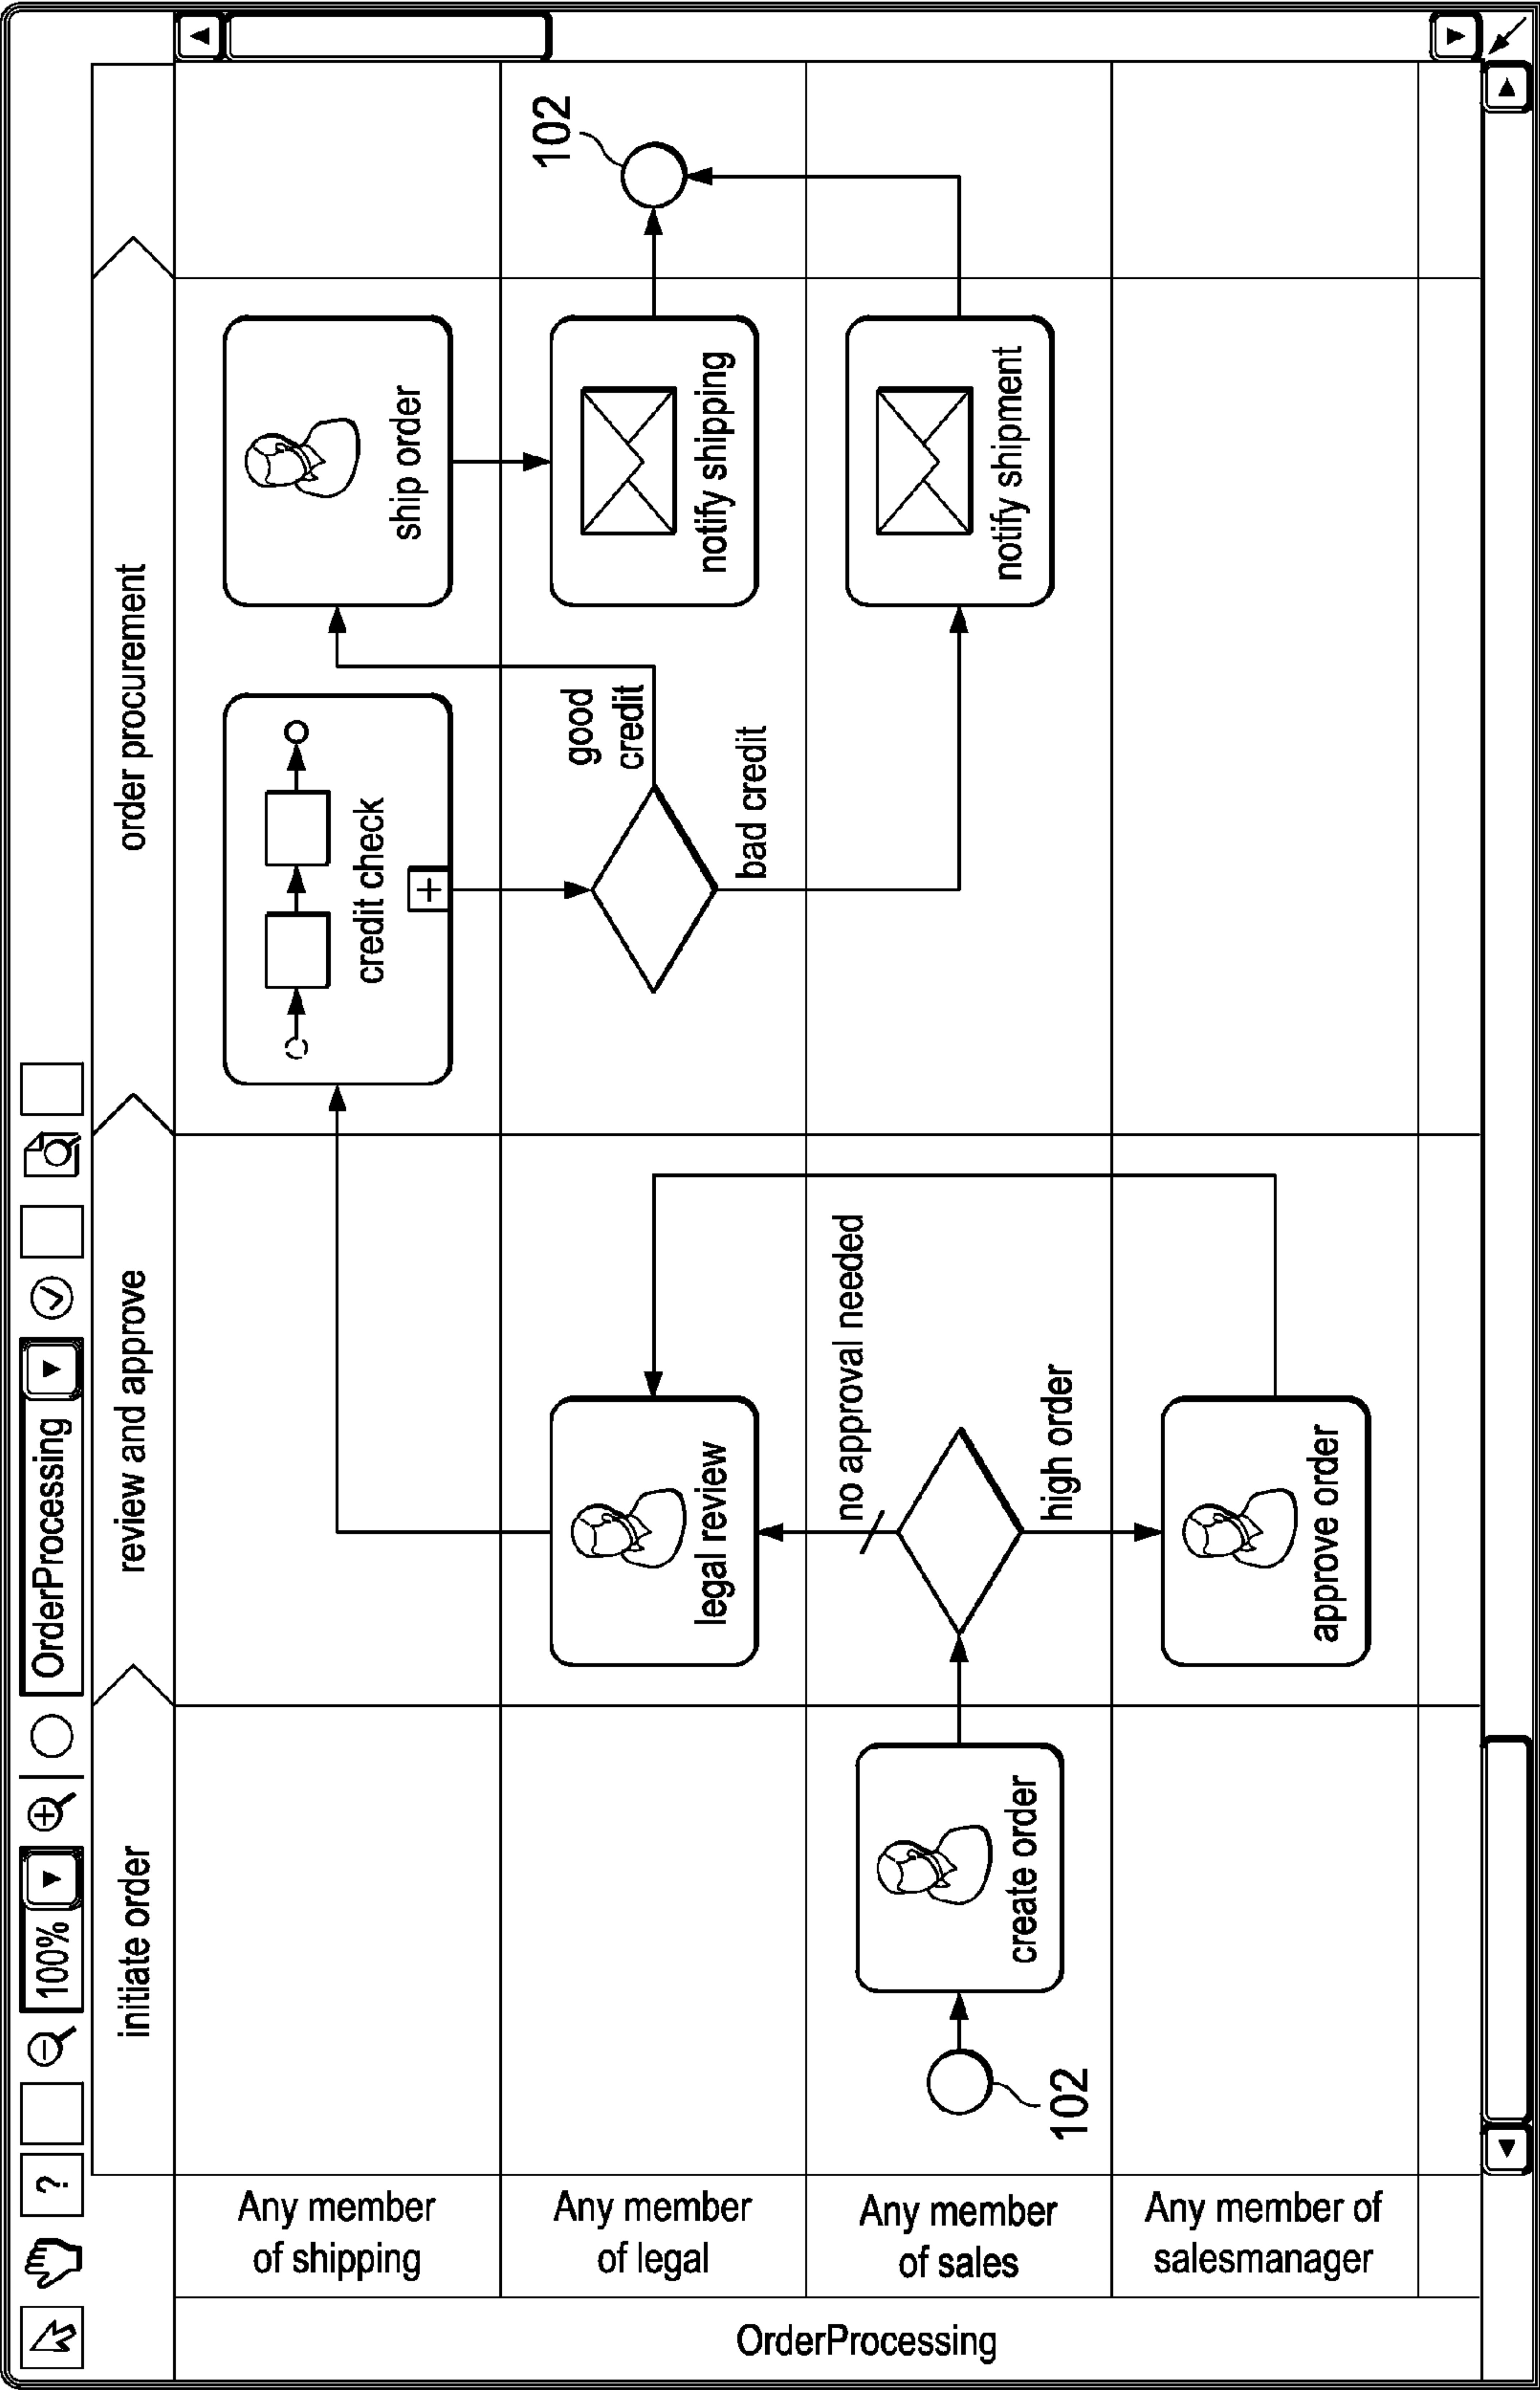 ?
100%
OrderProcessing
initiate order
review and approve
order procurement
OrderProcessing
Any member
of shipping
credit check
+
ship order
Any member
of legal
legal review
good
credit
notify shipping
102
Any member
of sales
102
create order
no approval needed
high order
bad credit
notify shipment
Any member of
salesmanager
approve order